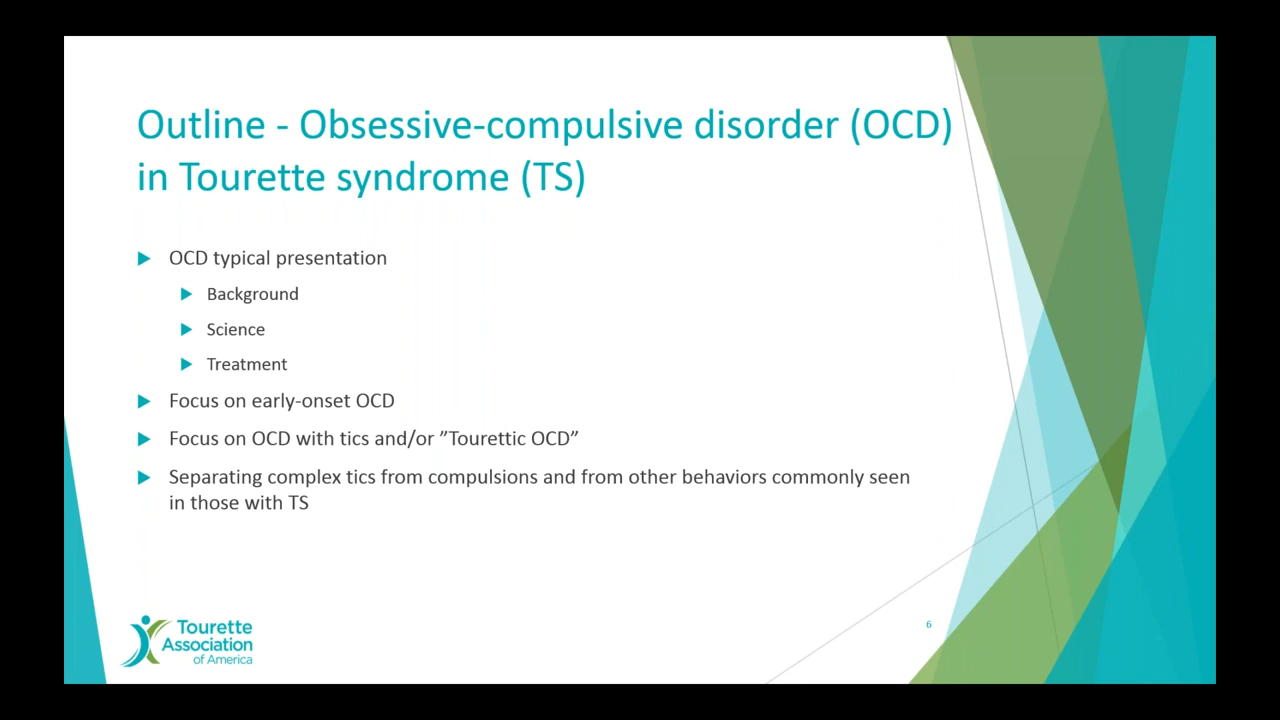 Outline - Obsessive-compulsive disorder (OCD)
in Tourette syndrome (TS)
OCD typical presentation
Background
Science
Treatment
Focus on early-onset OCD
Focus on OCD with tics and/or ”Tourettic OCD”
Separating complex tics from compulsions and from other behaviors commonly seen
in those with TS
6
Tourette
Association
of America